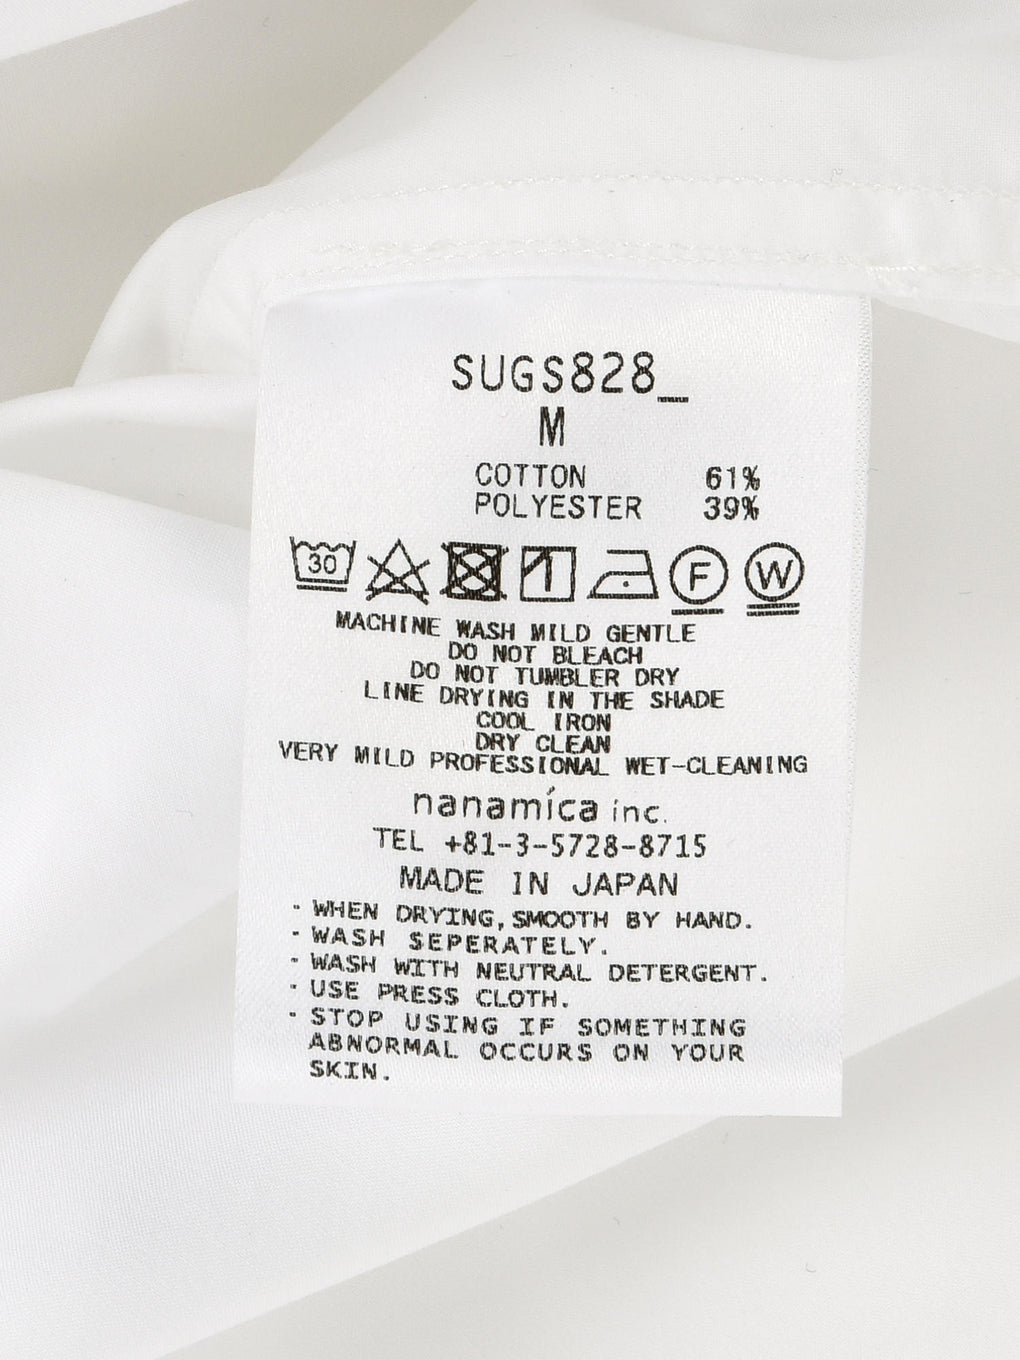 SUGS828_
M
COTTON 61%
POLYESTER 39%
30 F W
MACHINE WASH MILD GENTLE
DO NOT BLEACH
DO NOT TUMBLER DRY
LINE DRYING IN THE SHADE
COOL IRON
DRY CLEAN
VERY MILD PROFESSIONAL WET-CLEANING
nanamíca inc.
TEL +81-3-5728-8715
MADE IN JAPAN
- WHEN DRYING, SMOOTH BY HAND.
- WASH SEPERATELY.
- WASH WITH NEUTRAL DETERGENT.
- USE PRESS CLOTH.
- STOP USING IF SOMETHING
ABNORMAL OCCURS ON YOUR
SKIN.